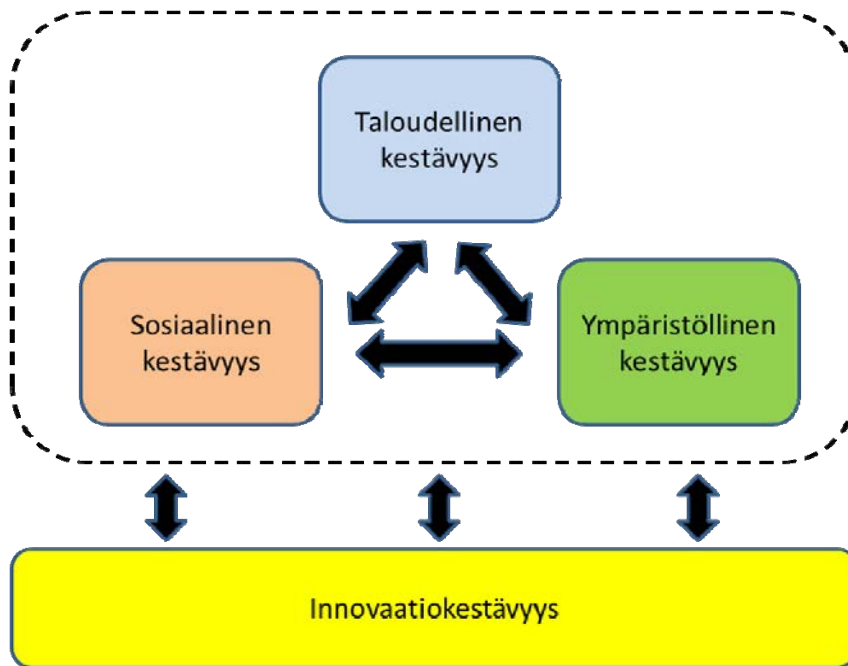 Taloudellinen
kestävyys
Sosiaalinen
kestävyys
Ympäristöllinen
kestävyys
Innovaatiokestävyys